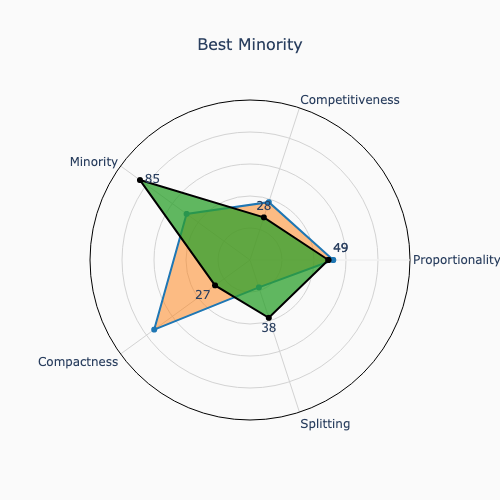 Best Minority
Competitiveness
Minority
85
28
49
Proportionality
27
38
Compactness
Splitting